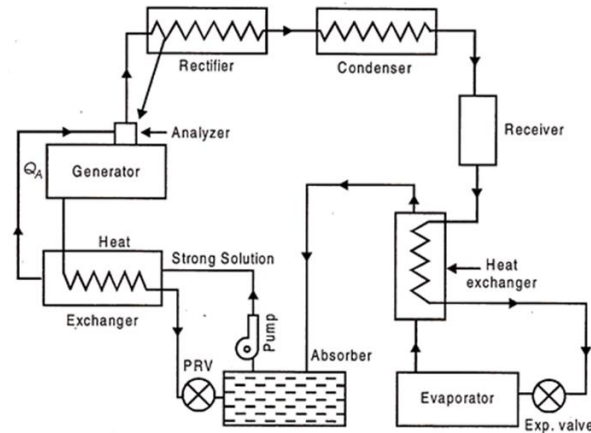 Rectifier
Condenser
Receiver
Analyzer
Q_A
Generator
Heat
Exchanger
Strong Solution
Pump
PRV
Absorber
Heat
exchanger
Evaporator
Exp. valve